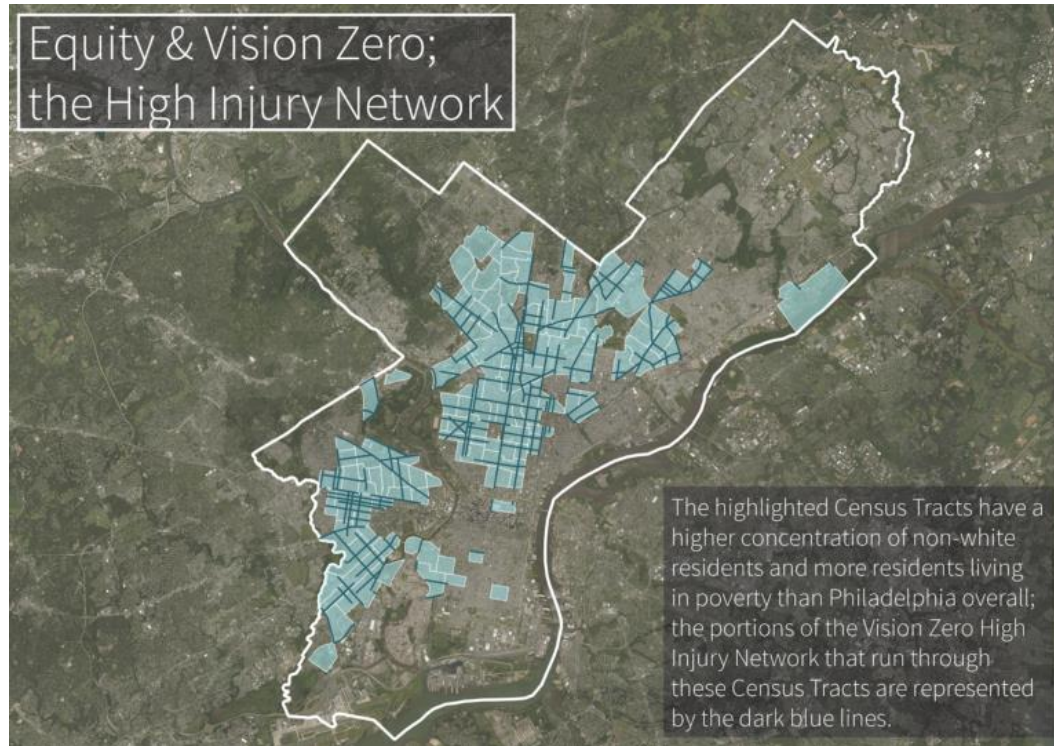 Equity & Vision Zero;
the High Injury Network
The highlighted Census Tracts have a
higher concentration of non-white
residents and more residents living
in poverty than Philadelphia overall;
the portions of the Vision Zero High
Injury Network that run through
these Census Tracts are represented
by the dark blue lines.